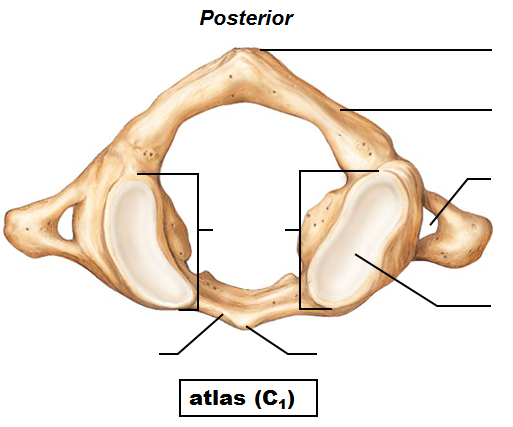 Posterior
atlas (C₁)